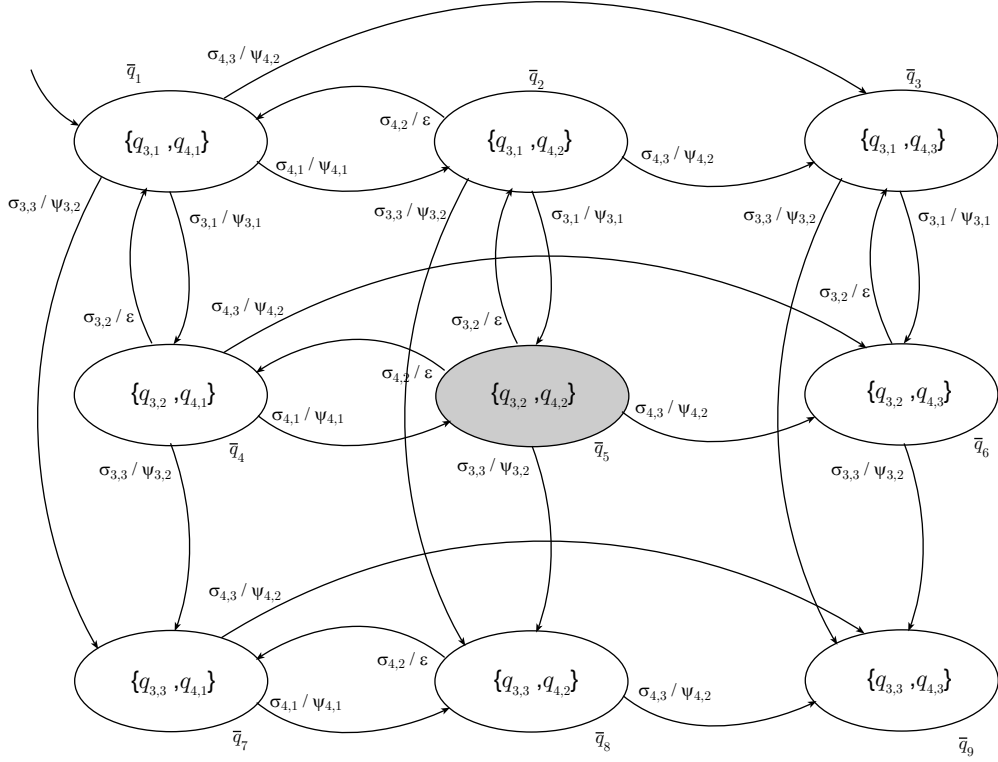 σ4,3 / ψ4,2
q̅1
q̅2
q̅3
{q3,1 ,q4,1}
σ4,2 / ε
{q3,1 ,q4,2}
{q3,1 ,q4,3}
σ4,1 / ψ4,1
σ4,3 / ψ4,2
σ3,3 / ψ3,2
σ3,1 / ψ3,1
σ3,3 / ψ3,2
σ3,1 / ψ3,1
σ3,3 / ψ3,2
σ3,1 / ψ3,1
σ3,2 / ε
σ4,3 / ψ4,2
σ3,2 / ε
σ3,2 / ε
σ4,2 / ε
{q3,2 ,q4,1}
{q3,2 ,q4,2}
{q3,2 ,q4,3}
σ4,1 / ψ4,1
σ4,3 / ψ4,2
q̅4
q̅5
q̅6
σ3,3 / ψ3,2
σ3,3 / ψ3,2
σ3,3 / ψ3,2
σ4,3 / ψ4,2
σ4,2 / ε
{q3,3 ,q4,1}
{q3,3 ,q4,2}
{q3,3 ,q4,3}
σ4,1 / ψ4,1
σ4,3 / ψ4,2
q̅7
q̅8
q̅9